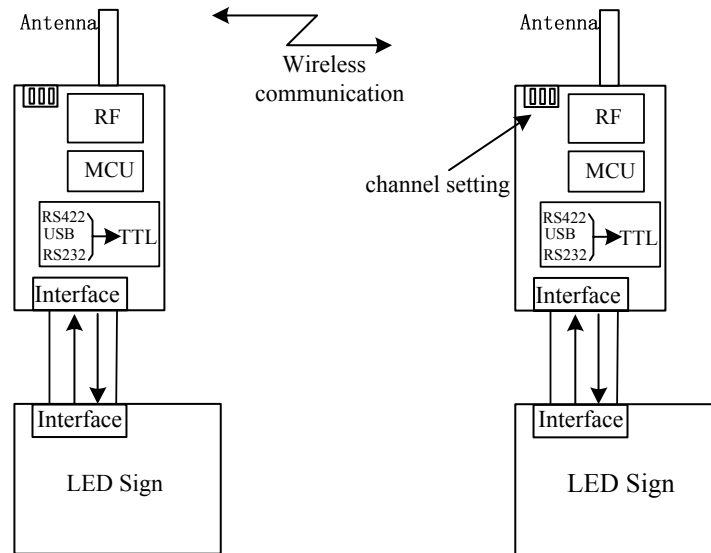 Antenna
Wireless
communication
Antenna
RF
MCU
RS422
USB
RS232
TTL
Interface
Interface
LED Sign
channel setting
RF
MCU
RS422
USB
RS232
TTL
Interface
Interface
LED Sign